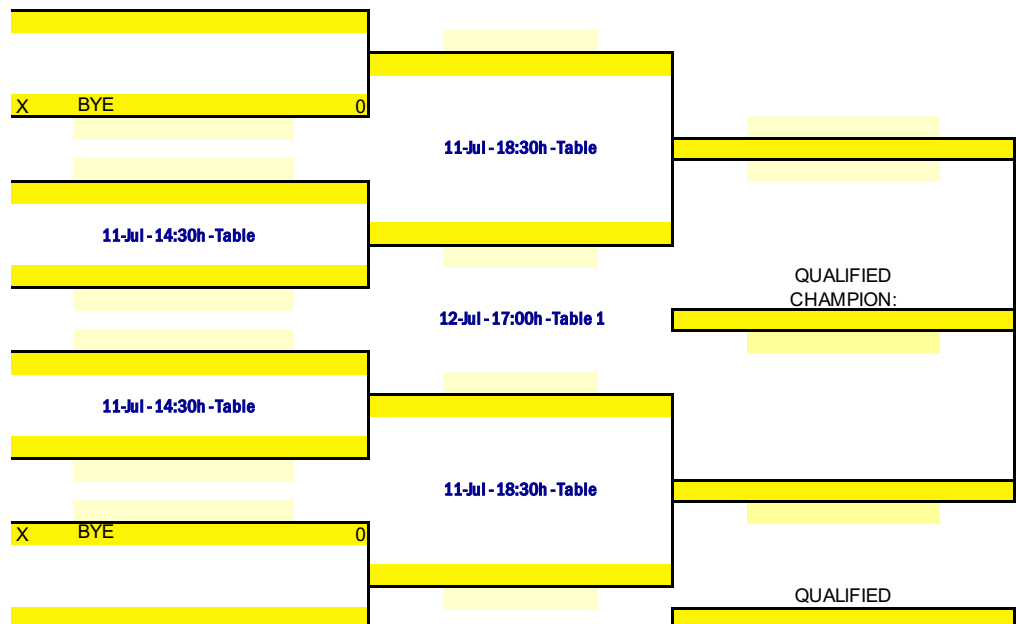 X BYE 0
11-Jul - 18:30h -Table
11-Jul - 14:30h -Table
QUALIFIED
CHAMPION:
12-Jul - 17:00h -Table 1
11-Jul - 14:30h -Table
11-Jul - 18:30h -Table
X BYE 0
QUALIFIED